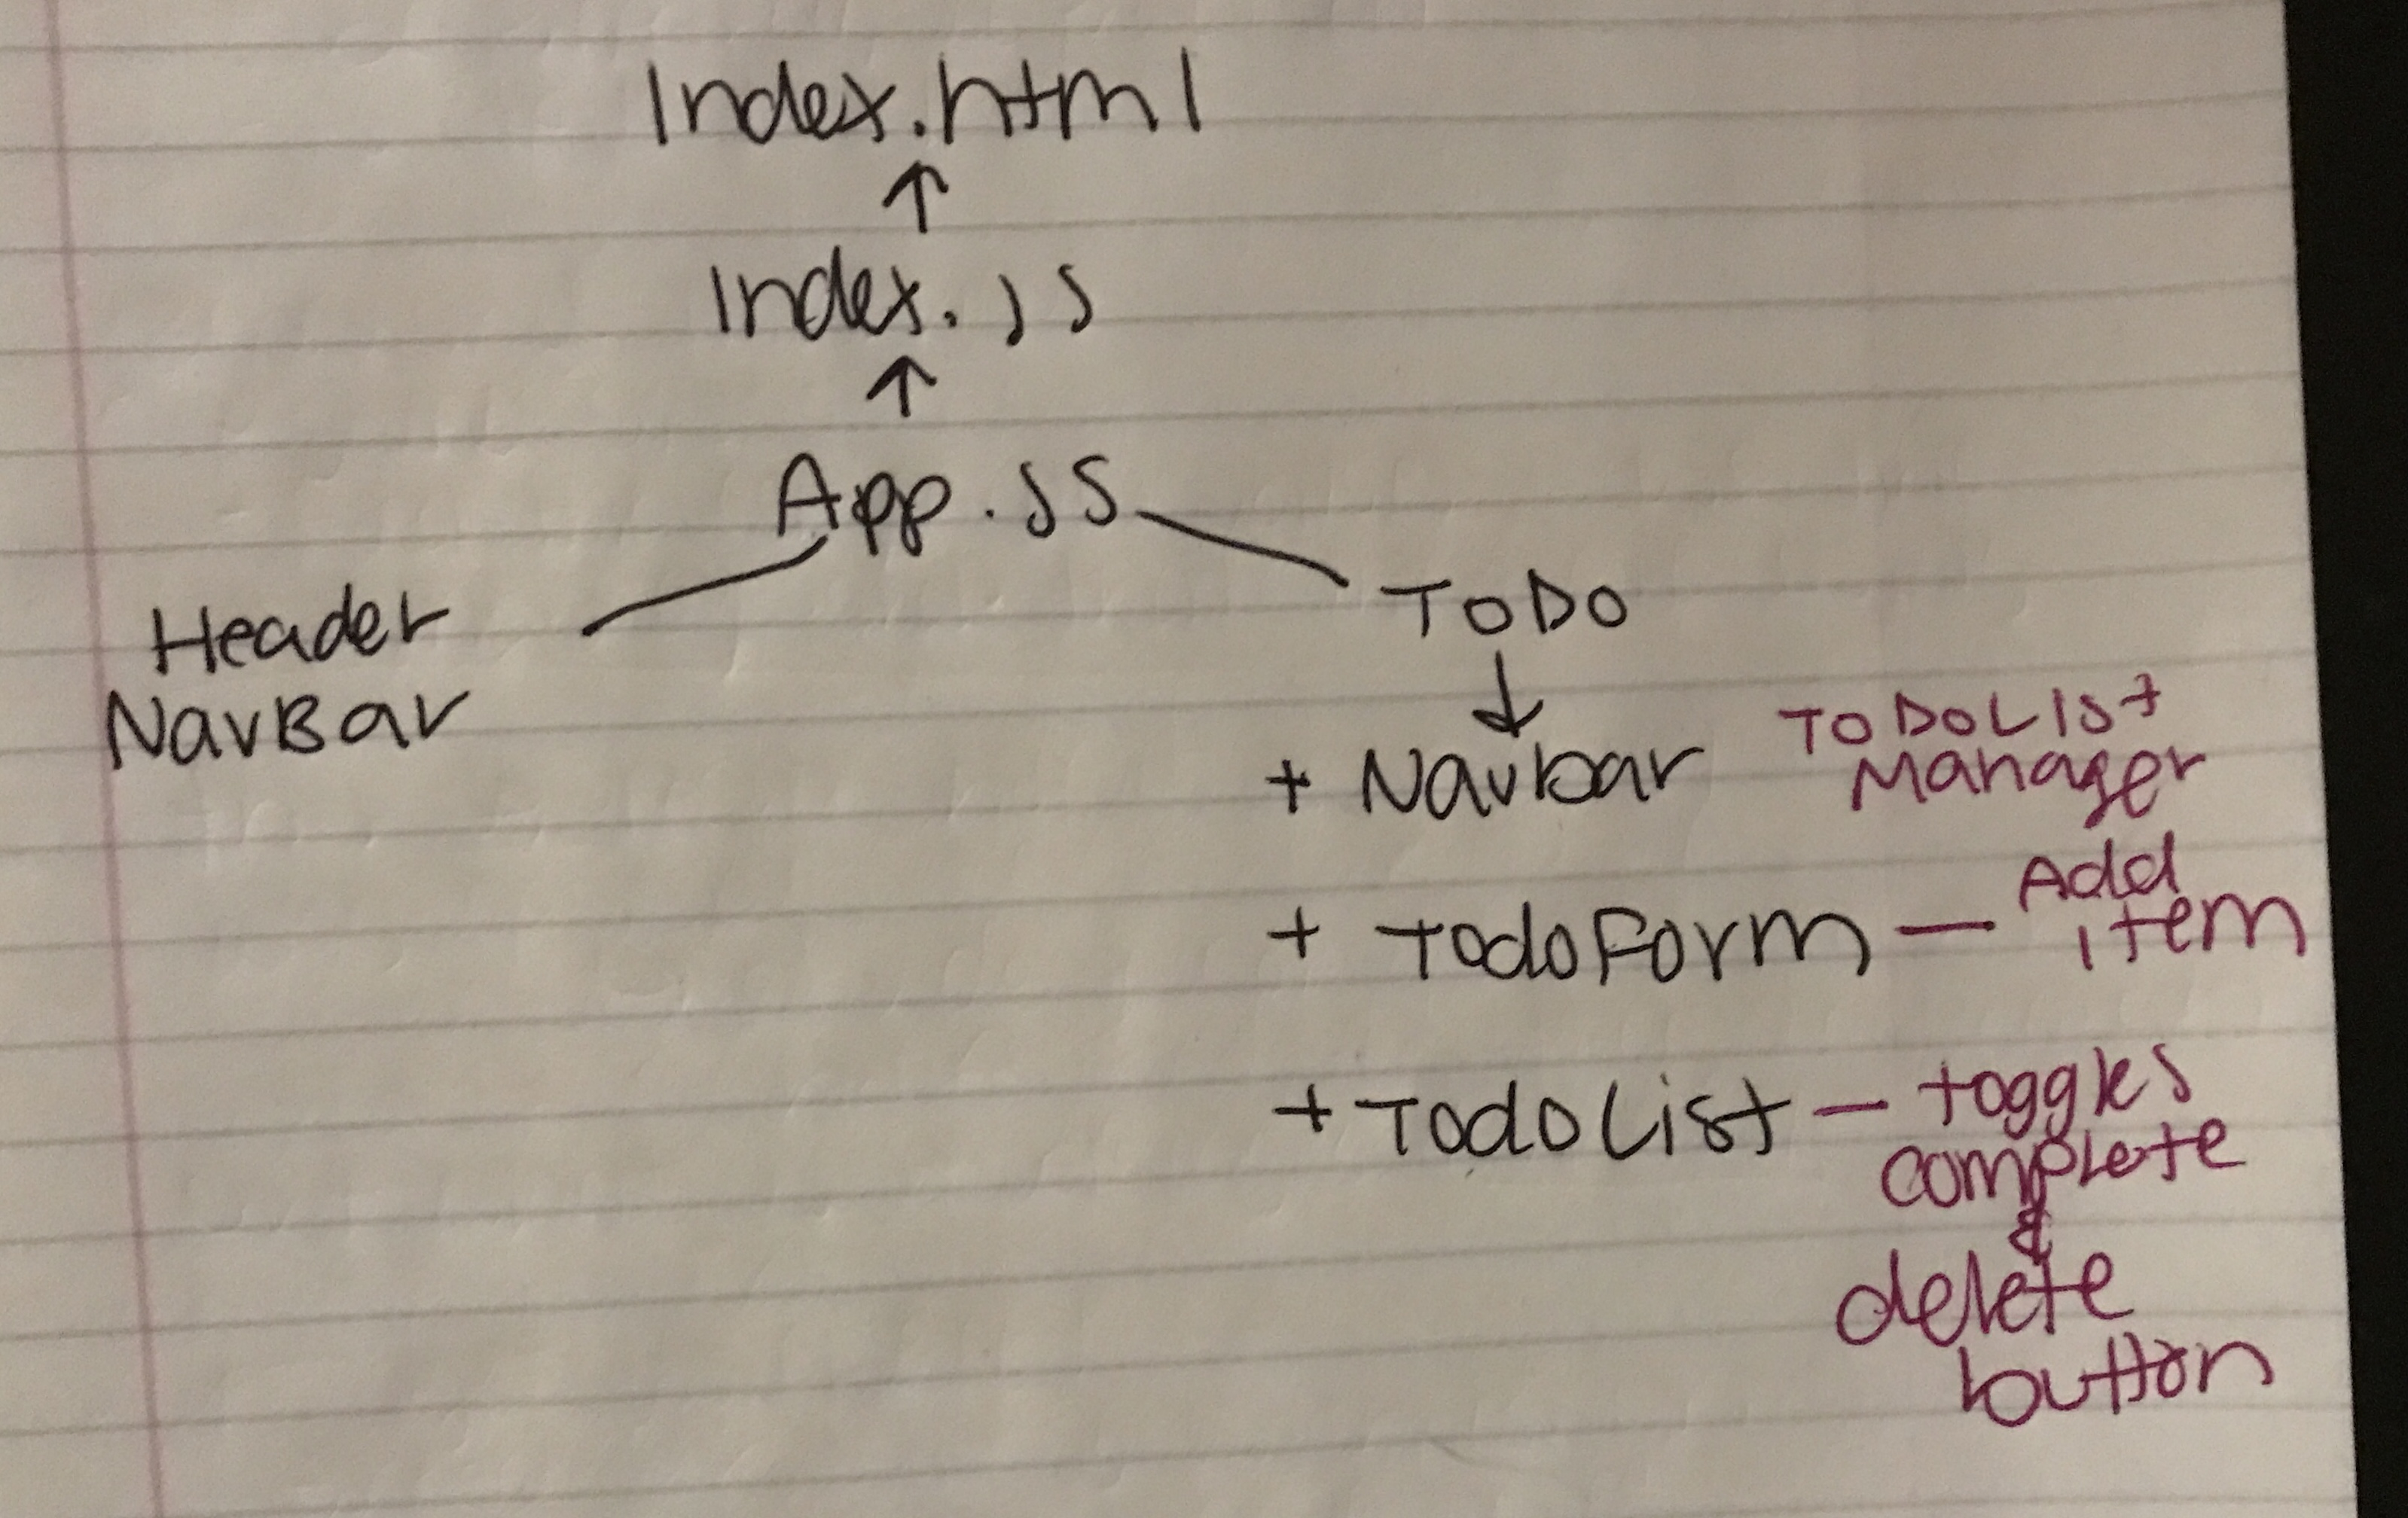 Index.html
↑
Index.js
↑
App.js
Header
NavBar
ToDo
↓
+ Navbar
ToDoList
Manager
+ TodoForm —
Add
item
+ TodoList —
toggles
complete
&
delete
button